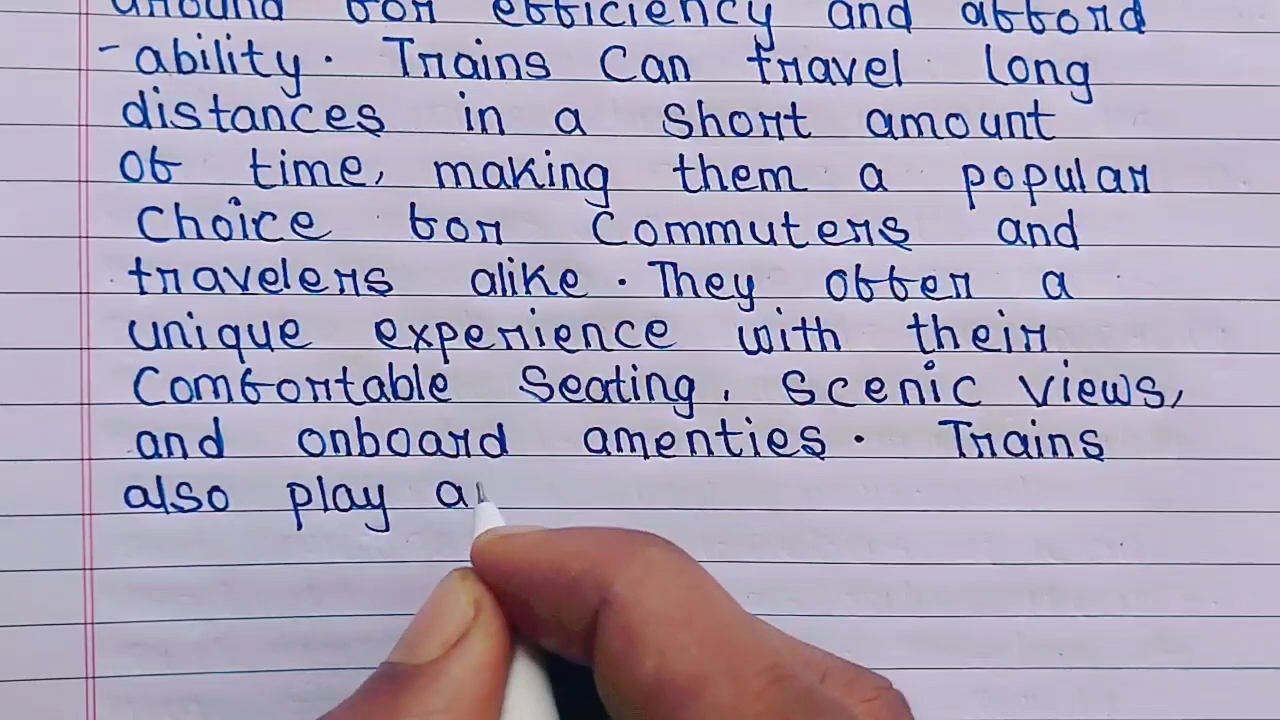 around for efficiency and afford
-ability. Trains can travel long
distances in a short amount
of time, making them a popular
choice for commuters and
travelers alike. They offer a
unique experience with their
comfortable seating, scenic views,
and onboard amenties. Trains
also play a